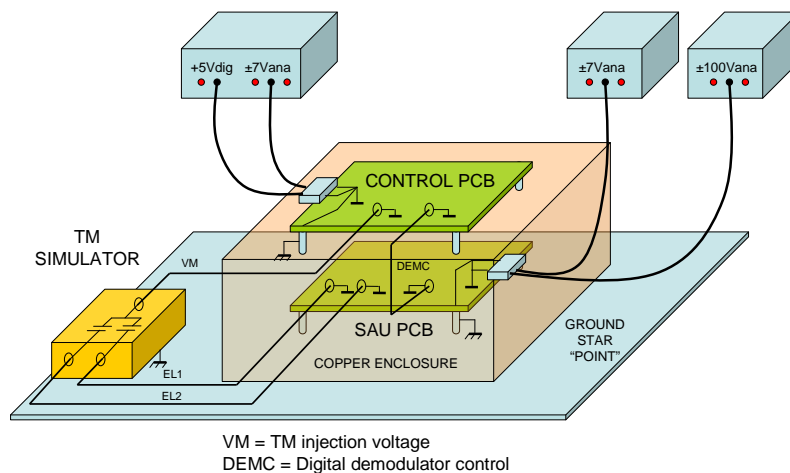 +5Vdig ±7Vana
±7Vana
±100Vana
CONTROL PCB
TM
SIMULATOR
VM
DEMC
SAU PCB
GROUND
STAR
“POINT”
COPPER ENCLOSURE
EL1
EL2
VM = TM injection voltage
DEMC = Digital demodulator control